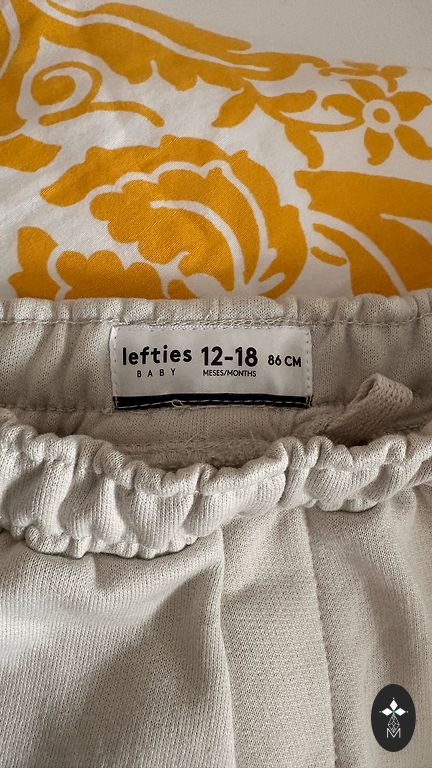 lefties 12-18 86 CM
BABY MESES/MONTHS
M